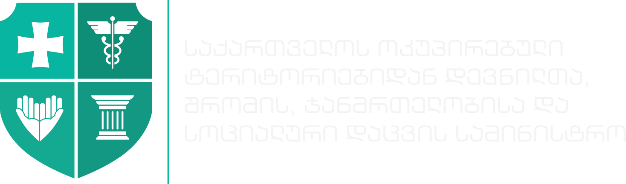 საქართველოს ოკუპირებული
ტერიტორიებიდან დევნილთა,
შრომის, ჯანმრთელობისა და
სოციალური დაცვის სამინისტრო